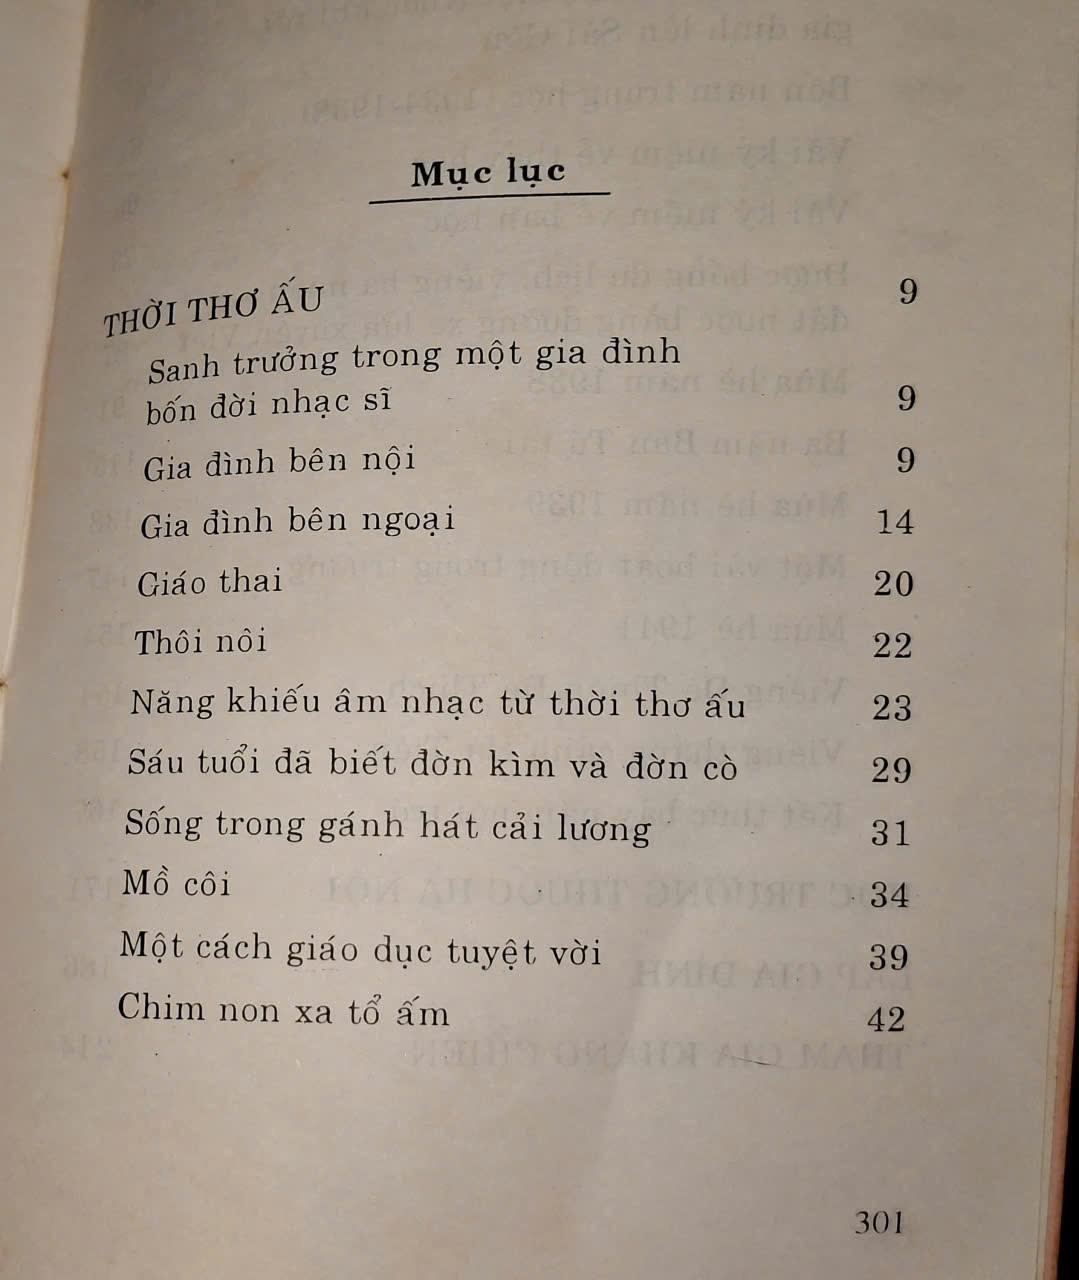 Mục lục
THỜI THƠ ẤU 9
Sanh trưởng trong một gia đình
bốn đời nhạc sĩ 9
Gia đình bên nội 9
Gia đình bên ngoại 14
Giáo thai 20
Thôi nôi 22
Năng khiếu âm nhạc từ thời thơ ấu 23
Sáu tuổi đã biết đờn kìm và đờn cò 29
Sống trong gánh hát cải lương 31
Mồ côi 34
Một cách giáo dục tuyệt vời 39
Chim non xa tổ ấm 42
301